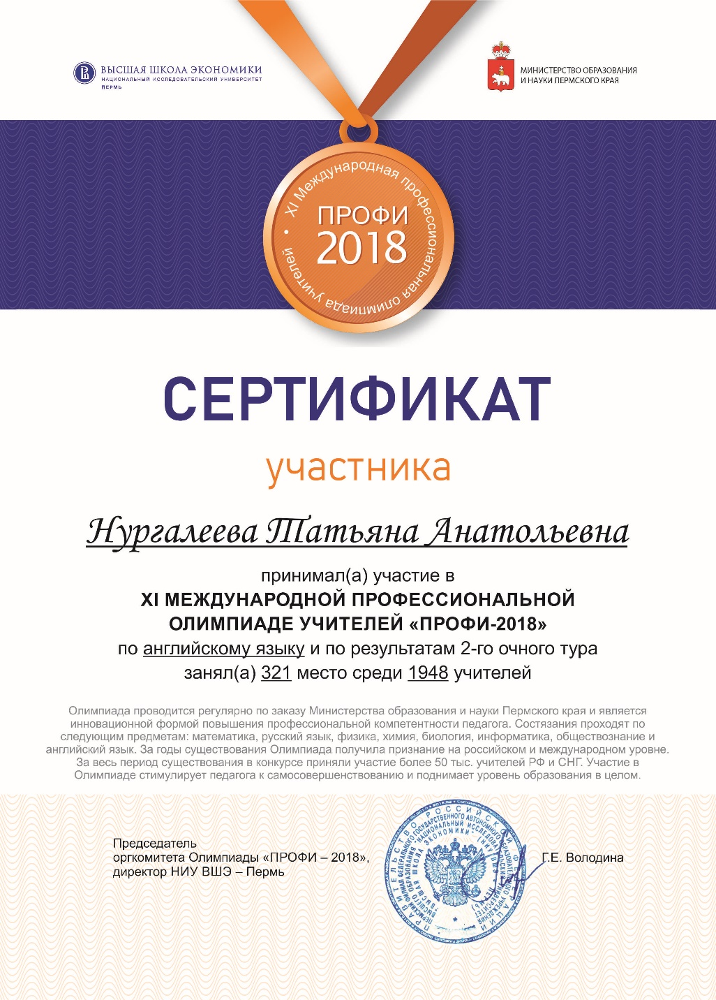 ВЫСШАЯ ШКОЛА ЭКОНОМИКИ
НАЦИОНАЛЬНЫЙ ИССЛЕДОВАТЕЛЬСКИЙ УНИВЕРСИТЕТ
ПЕРМЬ
МИНИСТЕРСТВО ОБРАЗОВАНИЯ
И НАУКИ ПЕРМСКОГО КРАЯ
XI Международная профессиональная олимпиада учителей •
ПРОФИ
2018
СЕРТИФИКАТ
участника
Нургалеева Татьяна Анатольевна
принимал(а) участие в
XI МЕЖДУНАРОДНОЙ ПРОФЕССИОНАЛЬНОЙ
ОЛИМПИАДЕ УЧИТЕЛЕЙ «ПРОФИ-2018»
по английскому языку и по результатам 2-го очного тура
занял(а) 321 место среди 1948 учителей
Олимпиада проводится регулярно по заказу Министерства образования и науки Пермского края и является
инновационной формой повышения профессиональной компетентности педагога. Состязания проходят по
следующим предметам: математика, русский язык, физика, химия, биология, информатика, обществознание и
английский язык. За годы существования Олимпиада получила признание на российском и международном уровне.
За весь период существования в конкурсе приняли участие более 50 тыс. учителей РФ и СНГ. Участие в
Олимпиаде стимулирует педагога к самосовершенствованию и поднимает уровень образования в целом.
Председатель
оргкомитета Олимпиады «ПРОФИ – 2018»,
директор НИУ ВШЭ – Пермь
Г.Е. Володина
ПРАВИТЕЛЬСТВО РОССИЙСКОЙ ФЕДЕРАЦИИ